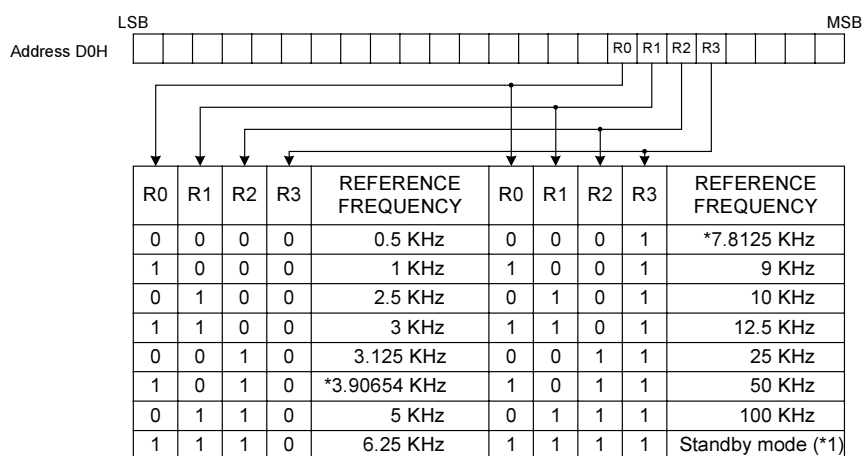 LSB MSB
Address D0H R0 R1 R2 R3
R0 R1 R2 R3 REFERENCE FREQUENCY R0 R1 R2 R3 REFERENCE FREQUENCY
0 0 0 0 0.5 KHz 0 0 0 1 *7.8125 KHz
1 0 0 0 1 KHz 1 0 0 1 9 KHz
0 1 0 0 2.5 KHz 0 1 0 1 10 KHz
1 1 0 0 3 KHz 1 1 0 1 12.5 KHz
0 0 1 0 3.125 KHz 0 0 1 1 25 KHz
1 0 1 0 *3.90654 KHz 1 0 1 1 50 KHz
0 1 1 0 5 KHz 0 1 1 1 100 KHz
1 1 1 0 6.25 KHz 1 1 1 1 Standby mode (*1)